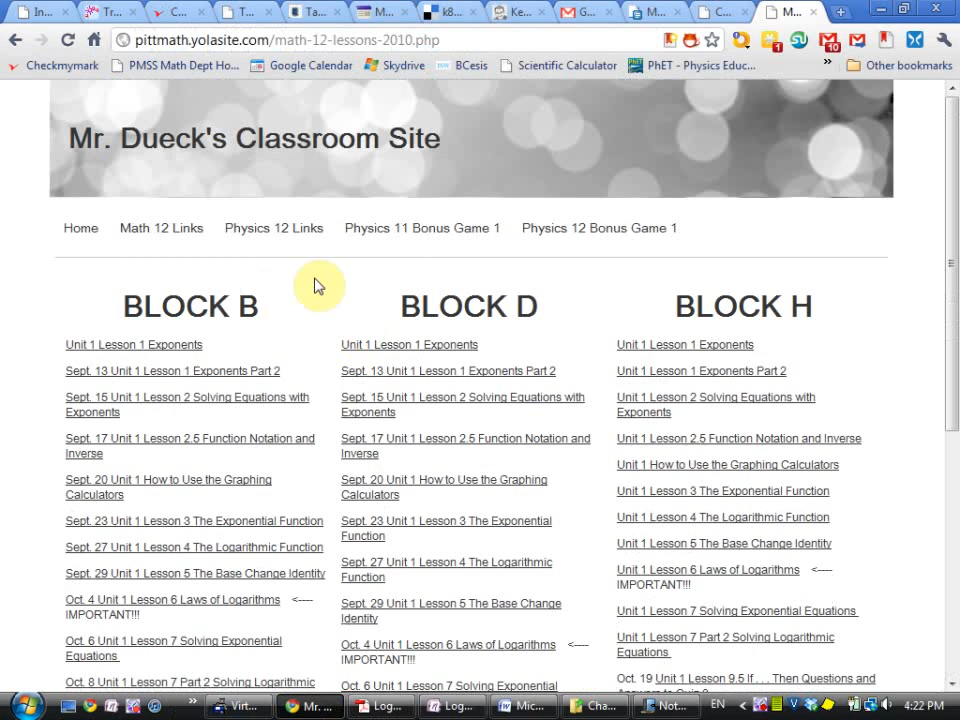 In...
Tr...
C...
T...
Ta...
M...
k8...
Ke...
G...
M...
C...
M...
pittmath.yolasite.com/math-12-lessons-2010.php
1
10
Checkmymark
PMSS Math Dept Ho...
Google Calendar
Skydrive
BCesis
Scientific Calculator
PhET - Physics Educ...
»
Other bookmarks
Mr. Dueck's Classroom Site
Home
Math 12 Links
Physics 12 Links
Physics 11 Bonus Game 1
Physics 12 Bonus Game 1
BLOCK B
Unit 1 Lesson 1 Exponents
Sept. 13 Unit 1 Lesson 1 Exponents Part 2
Sept. 15 Unit 1 Lesson 2 Solving Equations with
Exponents
Sept. 17 Unit 1 Lesson 2.5 Function Notation and
Inverse
Sept. 20 Unit 1 How to Use the Graphing
Calculators
Sept. 23 Unit 1 Lesson 3 The Exponential Function
Sept. 27 Unit 1 Lesson 4 The Logarithmic Function
Sept. 29 Unit 1 Lesson 5 The Base Change Identity
Oct. 4 Unit 1 Lesson 6 Laws of Logarithms <----
IMPORTANT!!!
Oct. 6 Unit 1 Lesson 7 Solving Exponential
Equations
Oct. 8 Unit 1 Lesson 7 Part 2 Solving Logarithmic
BLOCK D
Unit 1 Lesson 1 Exponents
Sept. 13 Unit 1 Lesson 1 Exponents Part 2
Sept. 15 Unit 1 Lesson 2 Solving Equations with
Exponents
Sept. 17 Unit 1 Lesson 2.5 Function Notation and
Inverse
Sept. 20 Unit 1 How to Use the Graphing
Calculators
Sept. 23 Unit 1 Lesson 3 The Exponential
Function
Sept. 27 Unit 1 Lesson 4 The Logarithmic
Function
Sept. 29 Unit 1 Lesson 5 The Base Change
Identity
Oct. 4 Unit 1 Lesson 6 Laws of Logarithms <----
IMPORTANT!!!
Oct. 6 Unit 1 Lesson 7 Solving Exponential
BLOCK H
Unit 1 Lesson 1 Exponents
Unit 1 Lesson 1 Exponents Part 2
Unit 1 Lesson 2 Solving Equations with
Exponents
Unit 1 Lesson 2.5 Function Notation and Inverse
Unit 1 How to Use the Graphing Calculators
Unit 1 Lesson 3 The Exponential Function
Unit 1 Lesson 4 The Logarithmic Function
Unit 1 Lesson 5 The Base Change Identity
Unit 1 Lesson 6 Laws of Logarithms <----
IMPORTANT!!!
Unit 1 Lesson 7 Solving Exponential Equations
Unit 1 Lesson 7 Part 2 Solving Logarithmic
Equations
Oct. 19 Unit 1 Lesson 9.5 If . . . Then Questions and
»
Virt...
Mr. ...
Log...
Log...
Mic...
Cha...
Not...
EN
4:22 PM